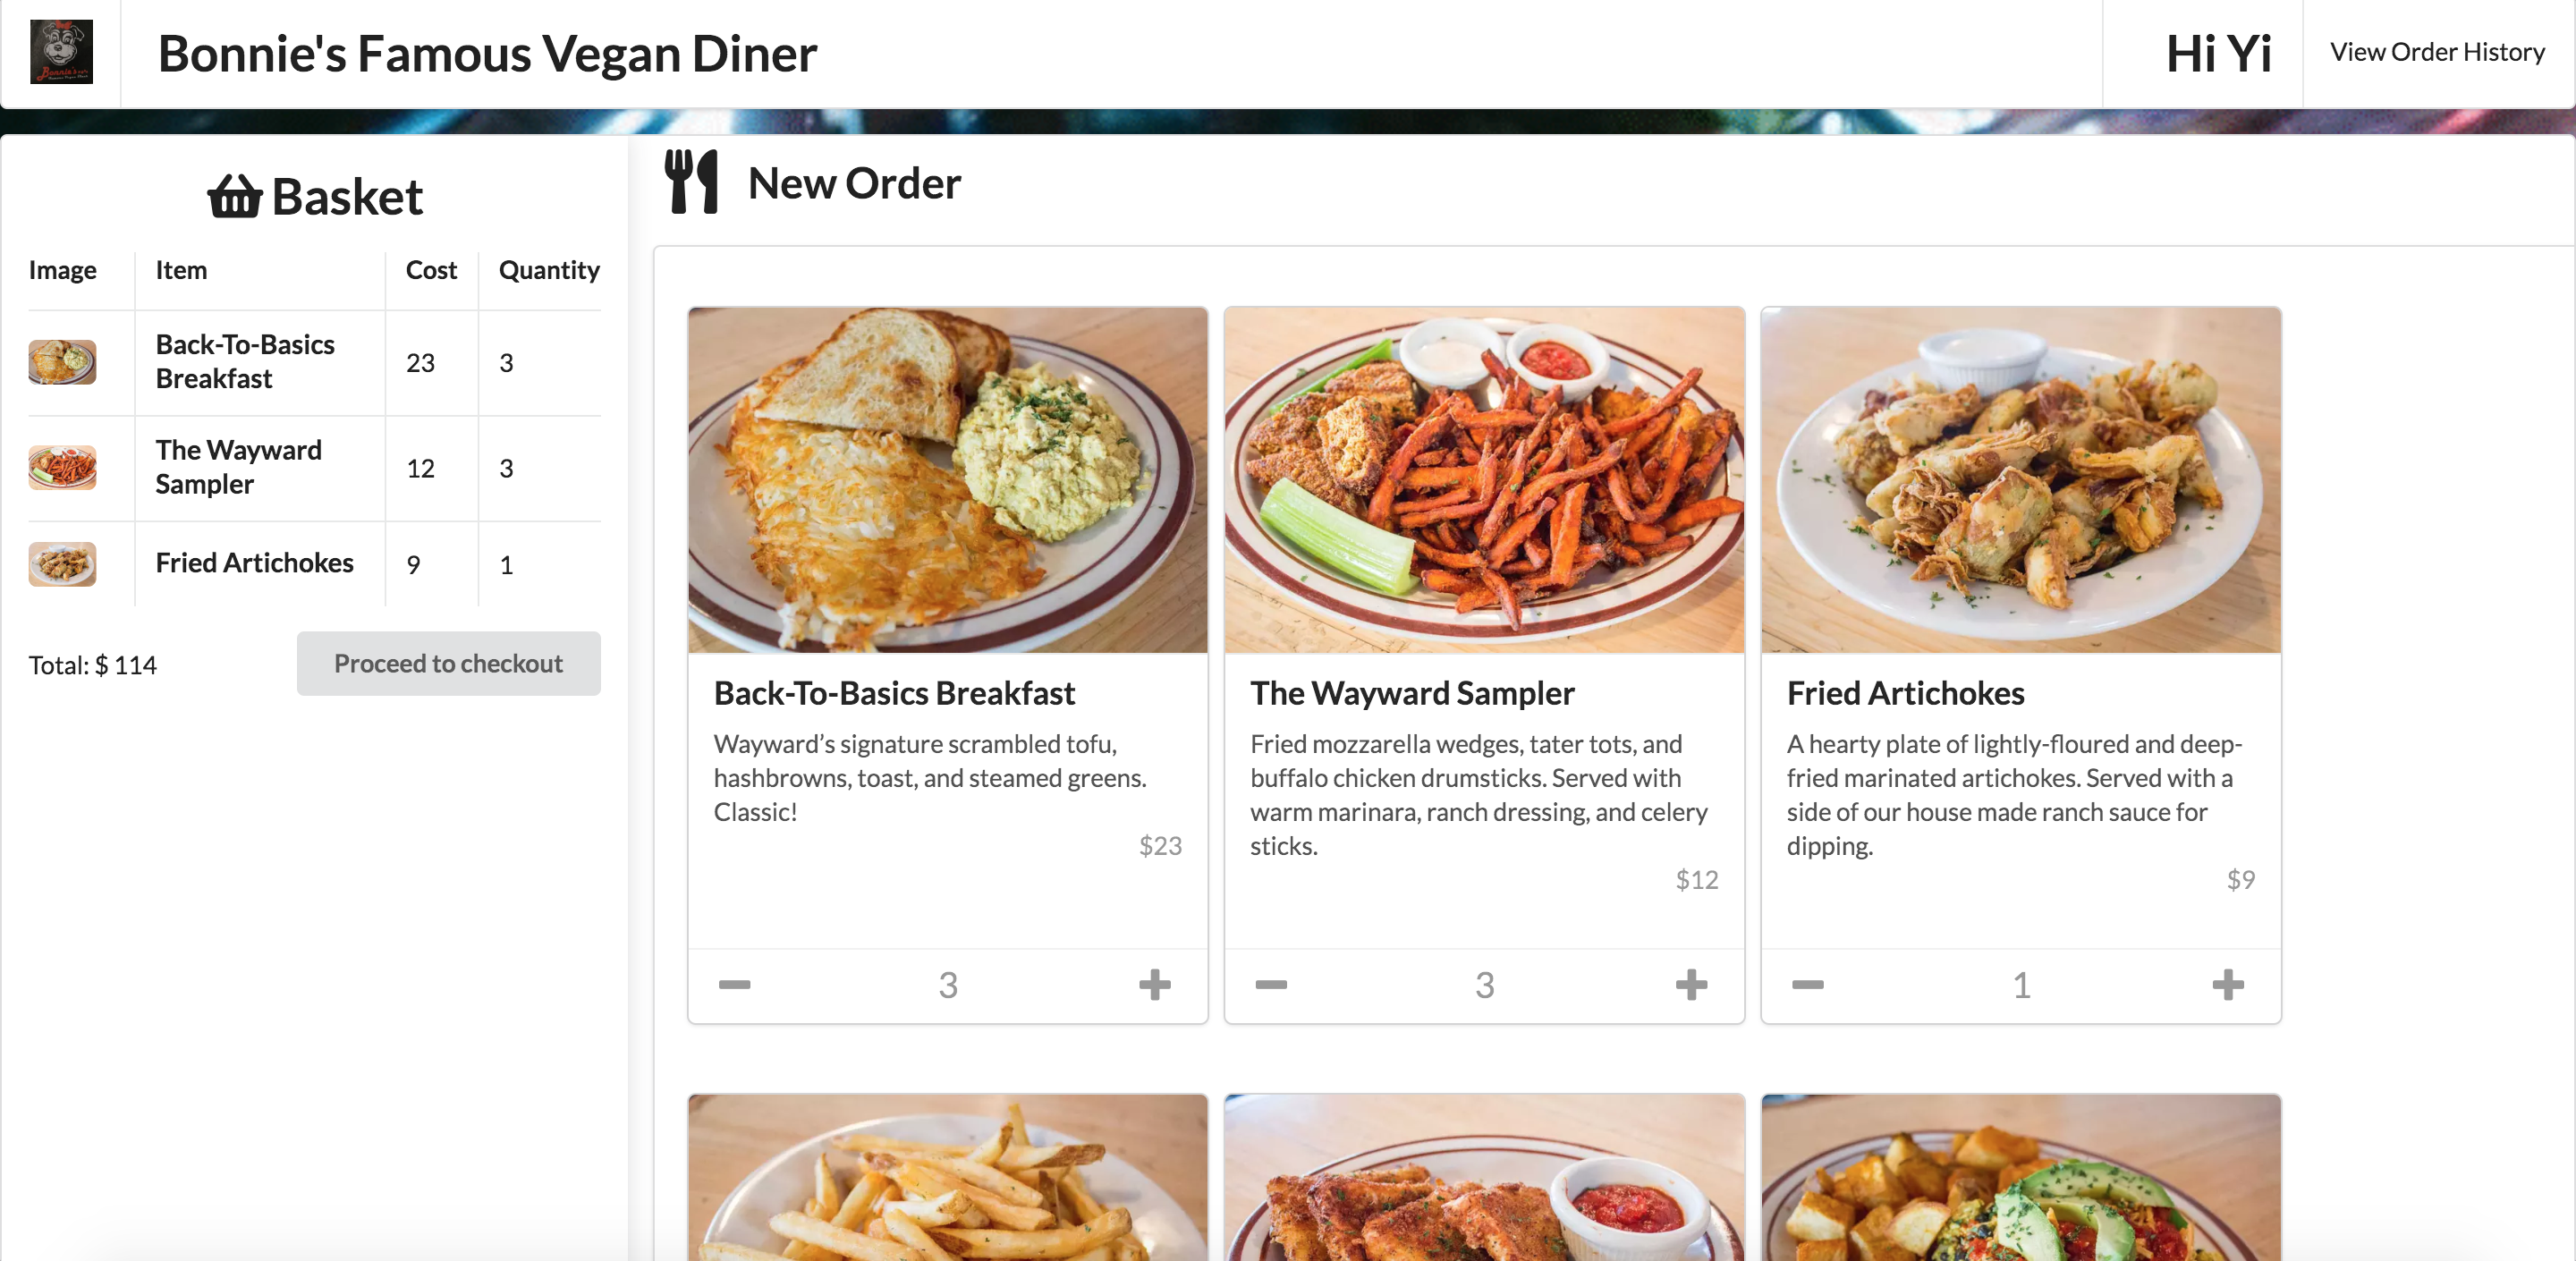 Bonnie's
Bonnie's Famous Vegan Diner
Hi Yi
View Order History
Basket
Image Item Cost Quantity
Back-To-Basics
Breakfast
23 3
The Wayward
Sampler
12 3
Fried Artichokes 9 1
Total: $ 114
Proceed to checkout
New Order
Back-To-Basics Breakfast
Wayward’s signature scrambled tofu,
hashbrowns, toast, and steamed greens.
Classic!
$23
3
The Wayward Sampler
Fried mozzarella wedges, tater tots, and
buffalo chicken drumsticks. Served with
warm marinara, ranch dressing, and celery
sticks.
$12
3
Fried Artichokes
A hearty plate of lightly-floured and deep-
fried marinated artichokes. Served with a
side of our house made ranch sauce for
dipping.
$9
1